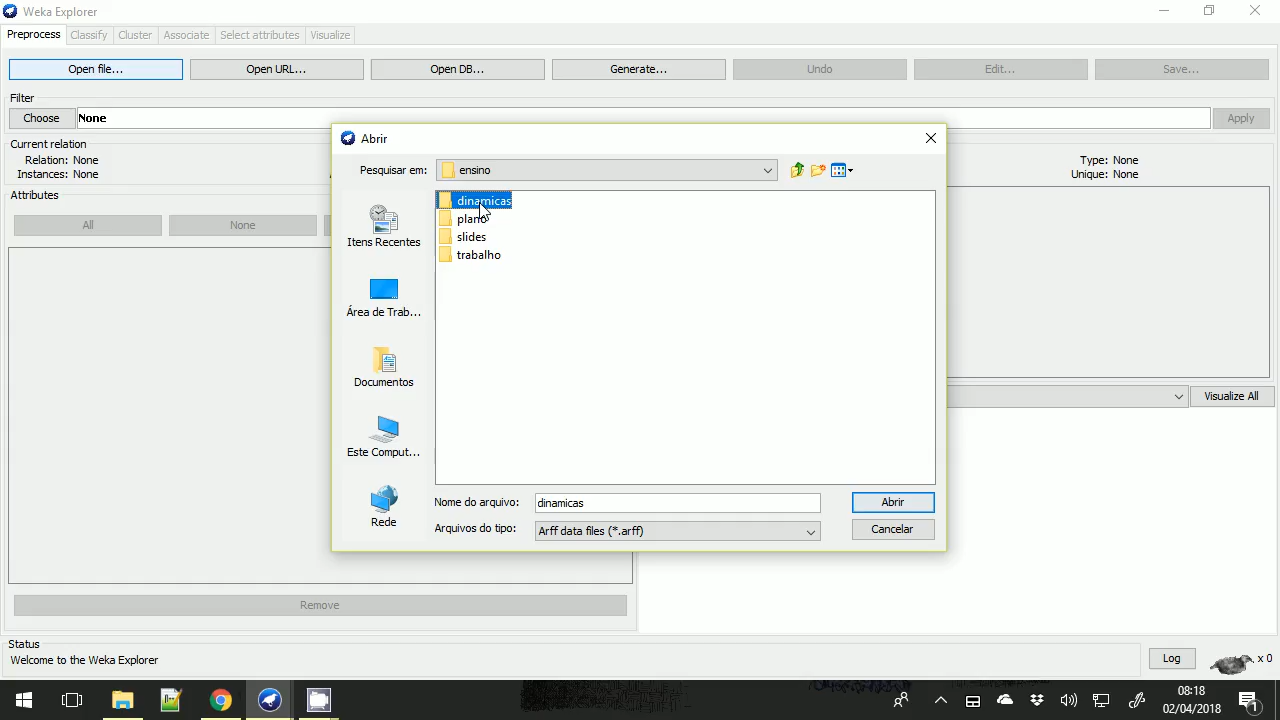 Weka Explorer
Preprocess Classify Cluster Associate Select attributes Visualize
Open file... Open URL... Open DB... Generate... Undo Edit... Save...
Filter
Choose None Apply
Current relation
Relation: None
Instances: None
Type: None
Unique: None
Attributes
All None
Abrir
Pesquisar em: ensino
dinamicas
plano
slides
trabalho
Itens Recentes
Área de Trab...
Documentos
Este Comput...
Rede
Nome do arquivo: dinamicas Abrir
Arquivos do tipo: Arff data files (*.arff) Cancelar
Visualize All
Remove
Status
Welcome to the Weka Explorer
Log x 0
08:18
02/04/2018
1